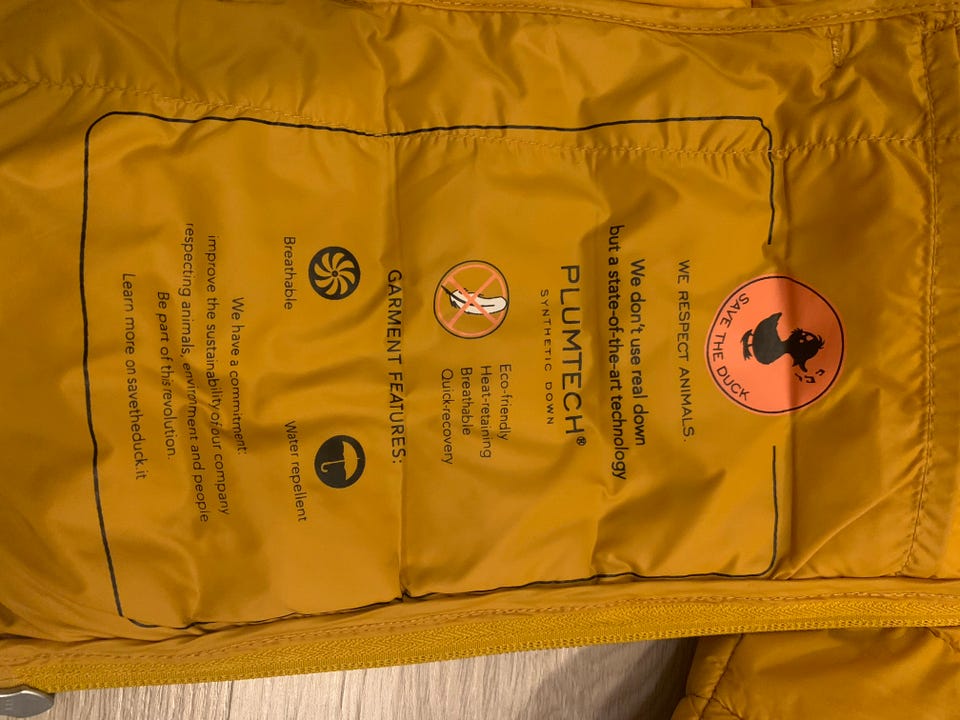 SAVE THE DUCK
WE RESPECT ANIMALS.
We don't use real down
but a state-of-the-art technology
PLUMTECH®
SYNTHETIC DOWN
Eco-friendly
Heat-retaining
Breathable
Quick-recovery
GARMENT FEATURES:
Breathable
Water repellent
We have a commitment:
improve the sustainability of our company
respecting animals, environment and people
Be part of this revolution.
Learn more on savetheduck.it